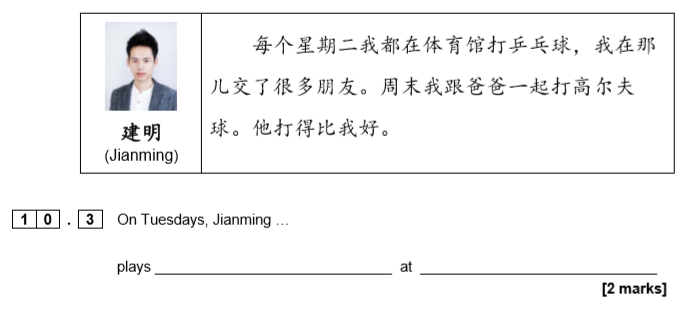 每个星期二我都在体育馆打乒乓球，我在那
儿交了很多朋友。周末我跟爸爸一起打高尔夫
球。他打得比我好。
建明
(Jianming)
1 0 . 3 On Tuesdays, Jianming …
plays ______________________________ at ______________________________
[2 marks]